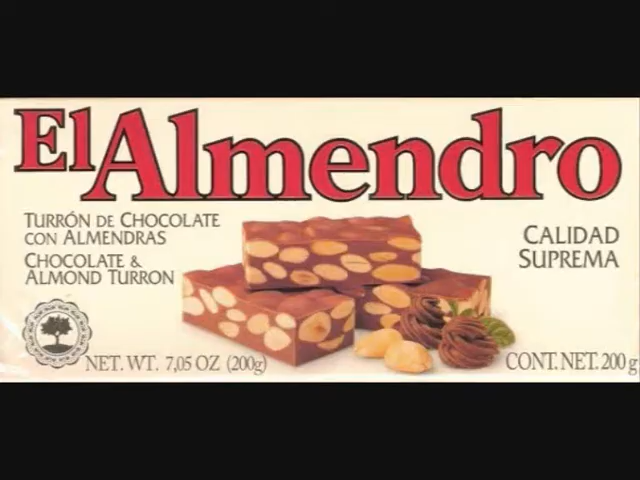 El Almendro
TURRÓN DE CHOCOLATE
CON ALMENDRAS
CHOCOLATE &
ALMOND TURRON
CALIDAD
SUPREMA
NET. WT. 7,05 OZ (200g)
CONT. NET. 200 g